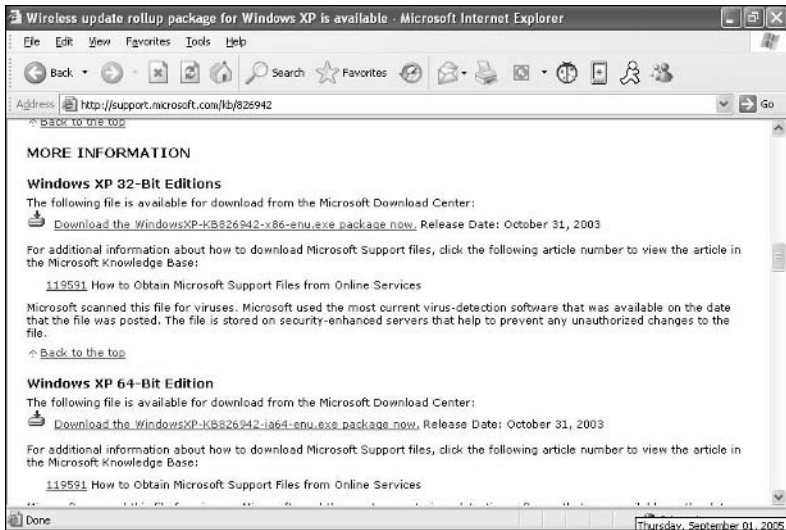 Wireless update rollup package for Windows XP is available - Microsoft Internet Explorer
File Edit View Favorites Tools Help
Back Search Favorites
Address http://support.microsoft.com/kb/826942 Go
Back to the top
MORE INFORMATION
Windows XP 32-Bit Editions
The following file is available for download from the Microsoft Download Center:
Download the WindowsXP-KB826942-x86-enu.exe package now. Release Date: October 31, 2003
For additional information about how to download Microsoft Support files, click the following article number to view the article in
the Microsoft Knowledge Base:
119591 How to Obtain Microsoft Support Files from Online Services
Microsoft scanned this file for viruses. Microsoft used the most current virus-detection software that was available on the date
that the file was posted. The file is stored on security-enhanced servers that help to prevent any unauthorized changes to the
file.
Back to the top
Windows XP 64-Bit Edition
The following file is available for download from the Microsoft Download Center:
Download the WindowsXP-KB826942-ia64-enu.exe package now. Release Date: October 31, 2003
For additional information about how to download Microsoft Support files, click the following article number to view the article in
the Microsoft Knowledge Base:
119591 How to Obtain Microsoft Support Files from Online Services
Done
Thursday, September 01, 2005